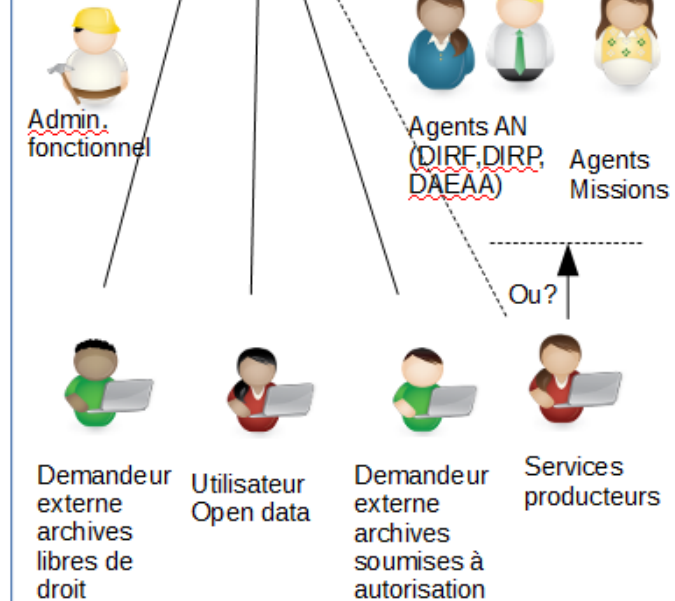 Admin.
fonctionnel
Agents AN
(DIRF,DIRP,
DAEAA)
Agents
Missions
Ou?
Demandeur
externe
archives
libres de
droit
Utilisateur
Open data
Demandeur
externe
archives
soumises à
autorisation
Services
producteurs